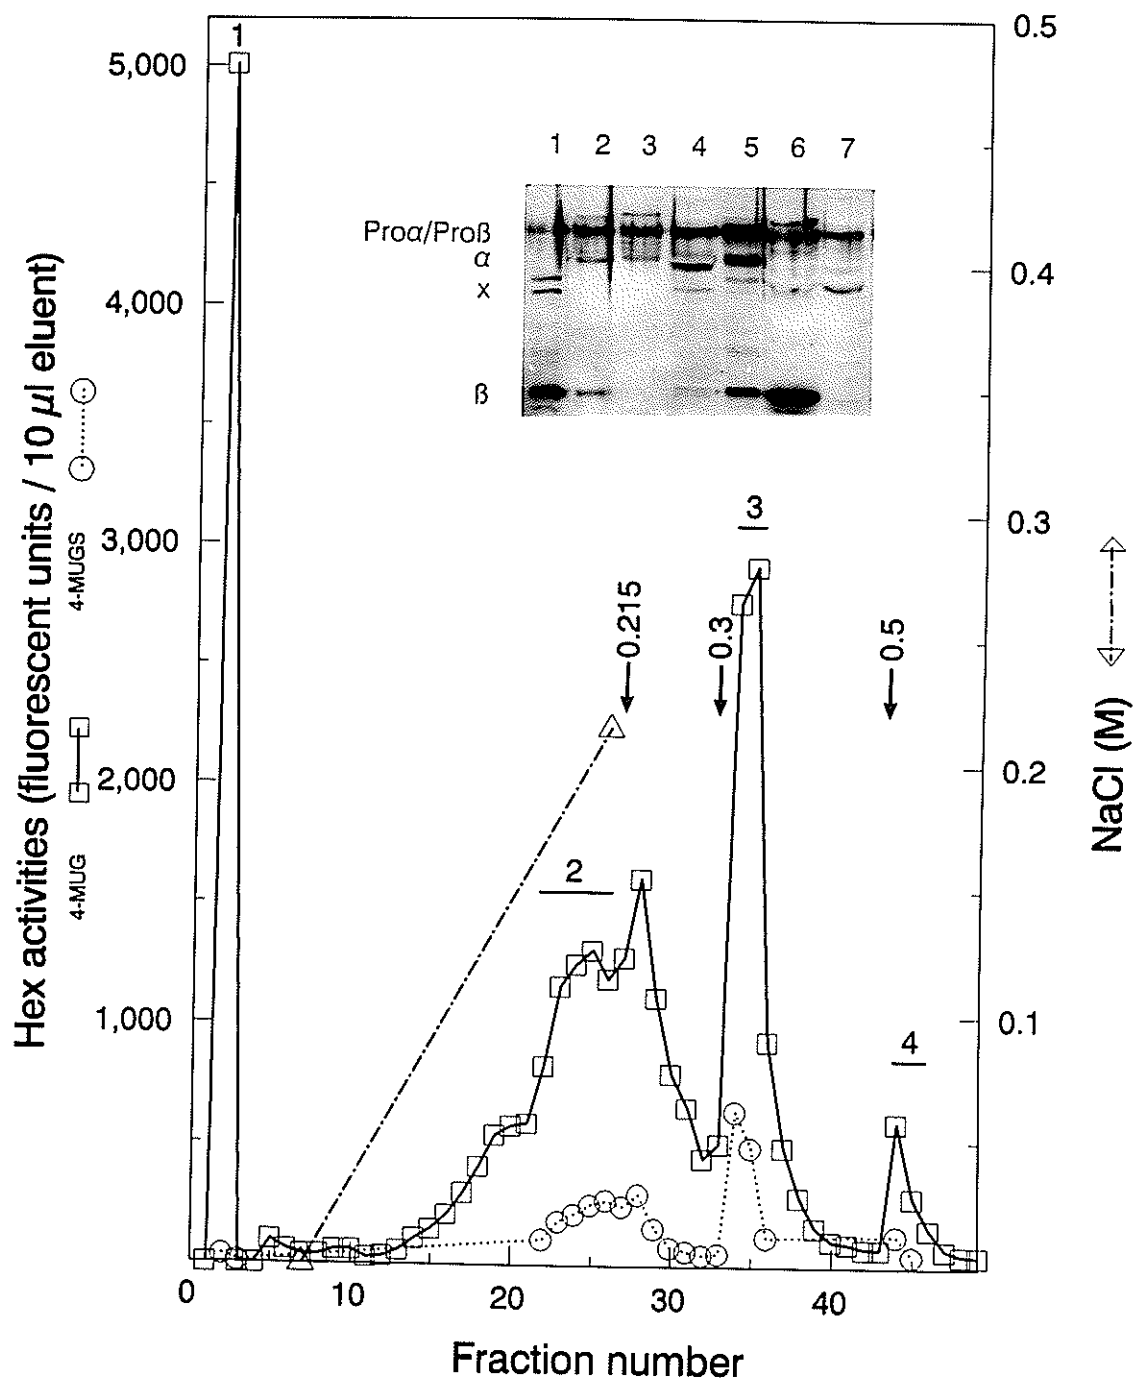 1
5,000
4,000
3,000
2,000
1,000
0.5
0.4
0.3
0.2
0.1
1 2 3 4 5 6 7
Proα/Proß
α
x
ß
3
0.215
0.3
0.5
2
4
0 10 20 30 40
Fraction number
Hex activities (fluorescent units / 10 µl eluent)
4-MUG 4-MUGS
NaCl (M)